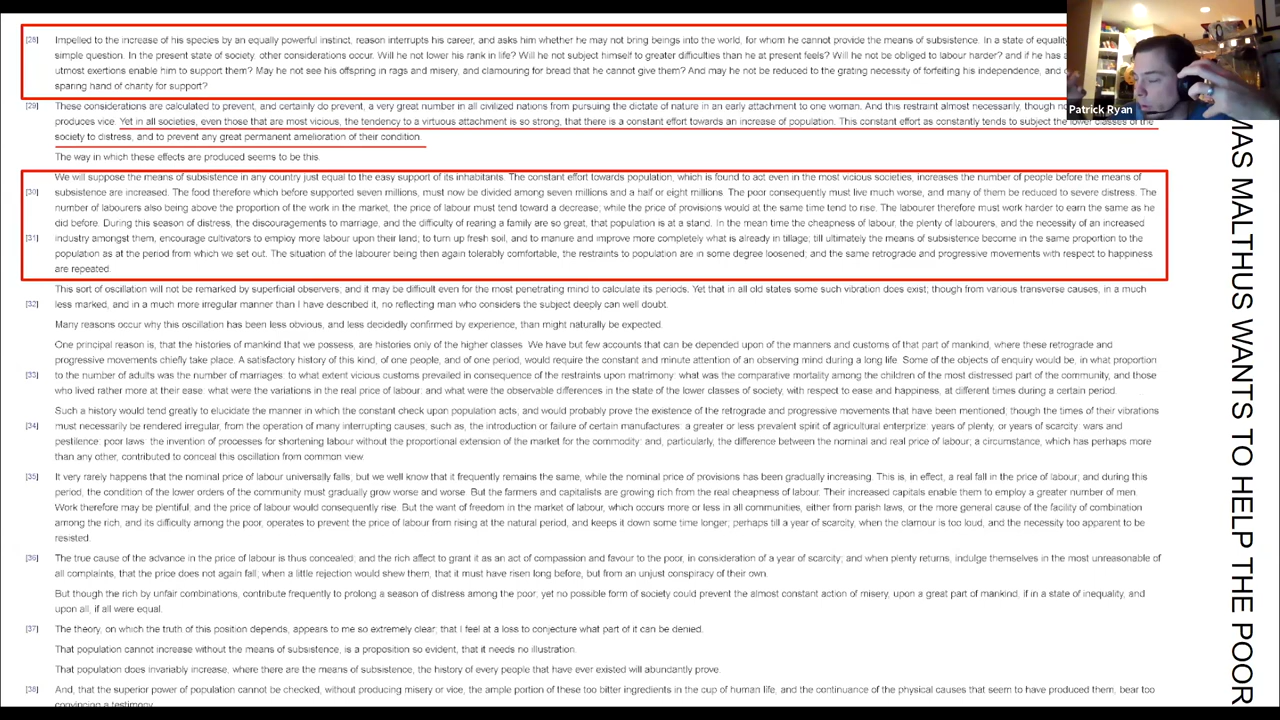 [28] Impelled to the increase of his species by an equally powerful instinct, reason interrupts his career, and asks him whether he may not bring beings into the world, for whom he cannot provide the means of subsistence. In a state of equality,
simple question. In the present state of society, other considerations occur. Will he not lower his rank in life? Will he not subject himself to greater difficulties than he at present feels? Will he not be obliged to labour harder? and if he has a
utmost exertions enable him to support them? May he not see his offspring in rags and misery, and clamouring for bread that he cannot give them? And may he not be reduced to the grating necessity of forfeiting his independence, and
sparing hand of charity for support?
[29] These considerations are calculated to prevent, and certainly do prevent, a very great number in all civilized nations from pursuing the dictate of nature in an early attachment to one woman. And this restraint almost necessarily, though
produces vice. Yet in all societies, even those that are most vicious, the tendency to a virtuous attachment is so strong, that there is a constant effort towards an increase of population. This constant effort as constantly tends to subject the lower classes of the
society to distress, and to prevent any great permanent amelioration of their condition.
The way in which these effects are produced seems to be this.
We will suppose the means of subsistence in any country just equal to the easy support of its inhabitants. The constant effort towards population, which is found to act even in the most vicious societies, increases the number of people before the means of
[30] subsistence are increased. The food therefore which before supported seven millions, must now be divided among seven millions and a half or eight millions. The poor consequently must live much worse, and many of them be reduced to severe distress. The
number of labourers also being above the proportion of the work in the market, the price of labour must tend toward a decrease; while the price of provisions would at the same time tend to rise. The labourer therefore must work harder to earn the same as he
did before. During this season of distress, the discouragements to marriage, and the difficulty of rearing a family are so great, that population is at a stand. In the mean time the cheapness of labour, the plenty of labourers, and the necessity of an increased
[31] industry amongst them, encourage cultivators to employ more labour upon their land; to turn up fresh soil, and to manure and improve more completely what is already in tillage; till ultimately the means of subsistence become in the same proportion to the
population as at the period from which we set out. The situation of the labourer being then again tolerably comfortable, the restraints to population are in some degree loosened; and the same retrograde and progressive movements with respect to happiness
are repeated.
This sort of oscillation will not be remarked by superficial observers; and it may be difficult even for the most penetrating mind to calculate its periods. Yet that in all old states some such vibration does exist; though from various transverse causes, in a much
[32] less marked, and in a much more irregular manner than I have described it, no reflecting man who considers the subject deeply can well doubt.
Many reasons occur why this oscillation has been less obvious, and less decidedly confirmed by experience, than might naturally be expected.
One principal reason is, that the histories of mankind that we possess, are histories only of the higher classes. We have but few accounts that can be depended upon of the manners and customs of that part of mankind, where these retrograde and
progressive movements chiefly take place. A satisfactory history of this kind, of one people, and of one period, would require the constant and minute attention of an observing mind during a long life. Some of the objects of enquiry would be, in what proportion
[33] to the number of adults was the number of marriages: to what extent vicious customs prevailed in consequence of the restraints upon matrimony: what was the comparative mortality among the children of the most distressed part of the community, and those
who lived rather more at their ease: what were the variations in the real price of labour: and what were the observable differences in the state of the lower classes of society, with respect to ease and happiness, at different times during a certain period.
Such a history would tend greatly to elucidate the manner in which the constant check upon population acts; and would probably prove the existence of the retrograde and progressive movements that have been mentioned, though the times of their vibrations
[34] must necessarily be rendered irregular, from the operation of many interrupting causes, such as, the introduction or failure of certain manufactures: a greater or less prevalent spirit of agricultural enterprize: years of plenty, or years of scarcity: wars and
pestilence: poor laws: the invention of processes for shortening labour without the proportional extension of the market for the commodity: and, particularly, the difference between the nominal and real price of labour; a circumstance, which has perhaps more
than any other, contributed to conceal this oscillation from common view
[35] It very rarely happens that the nominal price of labour universally falls, but we well know that it frequently remains the same, while the nominal price of provisions has been gradually increasing. This is, in effect, a real fall in the price of labour; and during this
period, the condition of the lower orders of the community must gradually grow worse and worse. But the farmers and capitalists are growing rich from the real cheapness of labour. Their increased capitals enable them to employ a greater number of men.
Work therefore may be plentiful; and the price of labour would consequently rise. But the want of freedom in the market of labour, which occurs more or less in all communities, either from parish laws, or the more general cause of the facility of combination
among the rich, and its difficulty among the poor, operates to prevent the price of labour from rising at the natural period, and keeps it down some time longer; perhaps till a year of scarcity, when the clamour is too loud, and the necessity too apparent to be
resisted.
[36] The true cause of the advance in the price of labour is thus concealed; and the rich affect to grant it as an act of compassion and favour to the poor, in consideration of a year of scarcity; and when plenty returns, indulge themselves in the most unreasonable of
all complaints, that the price does not again fall; when a little rejection would shew them, that it must have risen long before, but from an unjust conspiracy of their own.
But though the rich by unfair combinations, contribute frequently to prolong a season of distress among the poor; yet no possible form of society could prevent the almost constant action of misery, upon a great part of mankind, if in a state of inequality, and
upon all, if all were equal.
[37] The theory, on which the truth of this position depends, appears to me so extremely clear; that I feel at a loss to conjecture what part of it can be denied.
That population cannot increase without the means of subsistence, is a proposition so evident, that it needs no illustration.
That population does invariably increase, where there are the means of subsistence, the history of every people that have ever existed will abundantly prove.
[38] And, that the superior power of population cannot be checked, without producing misery or vice, the ample portion of these too bitter ingredients in the cup of human life, and the continuance of the physical causes that seem to have produced them, bear too
convincing a testimony.
Patrick Ryan
MAS MALTHUS WANTS TO HELP THE POOR